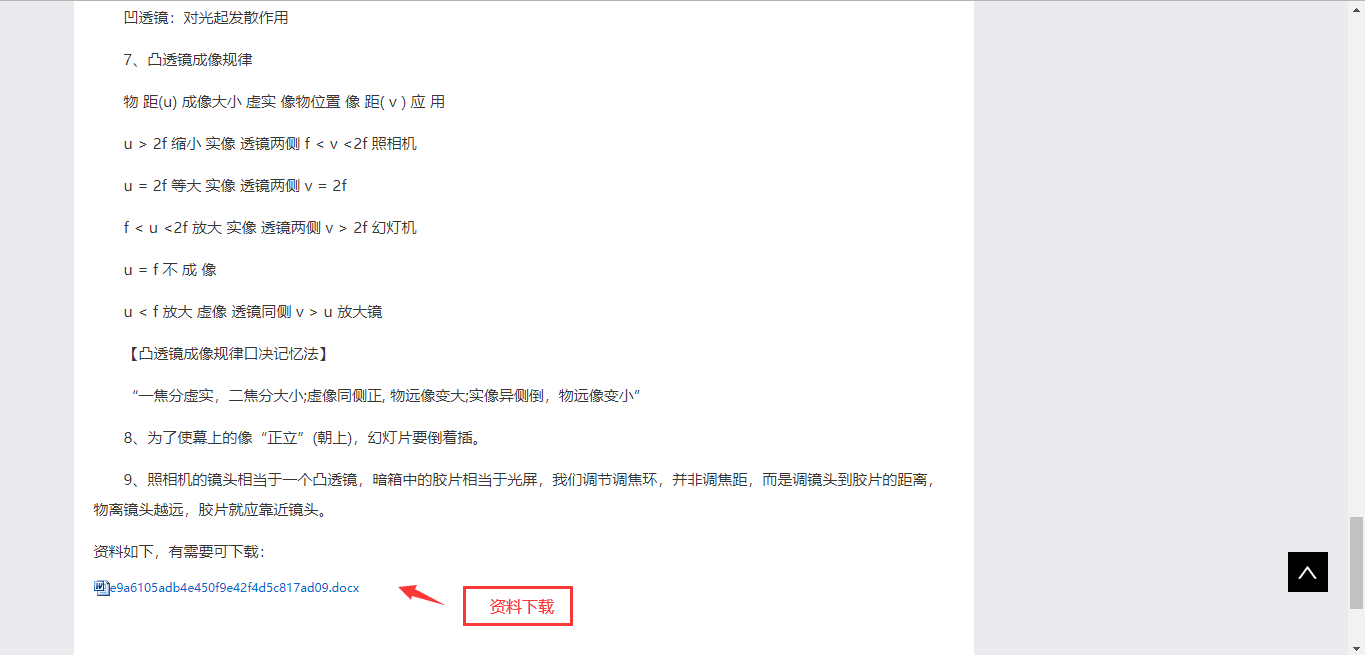 凹透镜：对光起发散作用
7、凸透镜成像规律
物 距(u) 成像大小 虚实 像物位置 像 距( v ) 应 用
u > 2f 缩小 实像 透镜两侧 f < v <2f 照相机
u = 2f 等大 实像 透镜两侧 v = 2f
f < u <2f 放大 实像 透镜两侧 v > 2f 幻灯机
u = f 不 成 像
u < f 放大 虚像 透镜同侧 v > u 放大镜
【凸透镜成像规律口决记忆法】
“一焦分虚实，二焦分大小;虚像同侧正, 物远像变大;实像异侧倒，物远像变小”
8、为了使幕上的像“正立”(朝上)，幻灯片要倒着插。
9、照相机的镜头相当于一个凸透镜，暗箱中的胶片相当于光屏，我们调节调焦环，并非调焦距，而是调镜头到胶片的距离，
物离镜头越远，胶片就应靠近镜头。
资料如下，有需要可下载：
e9a6105adb4e450f9e42f4d5c817ad09.docx
资料下载